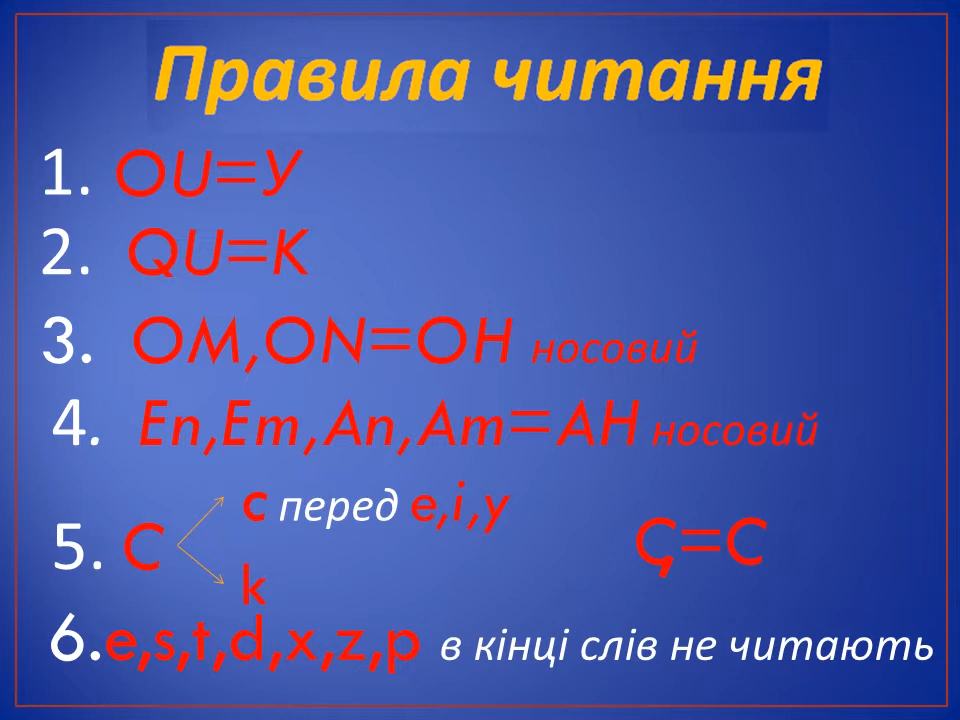 Правила читання
1. OU=У
2. QU=К
3. OM,ON=ОН носовий
4. En,Em,An,Am=АН носовий
5. C
с перед e,i,y
k
Ç=С
6.e,s,t,d,x,z,p в кінці слів не читають